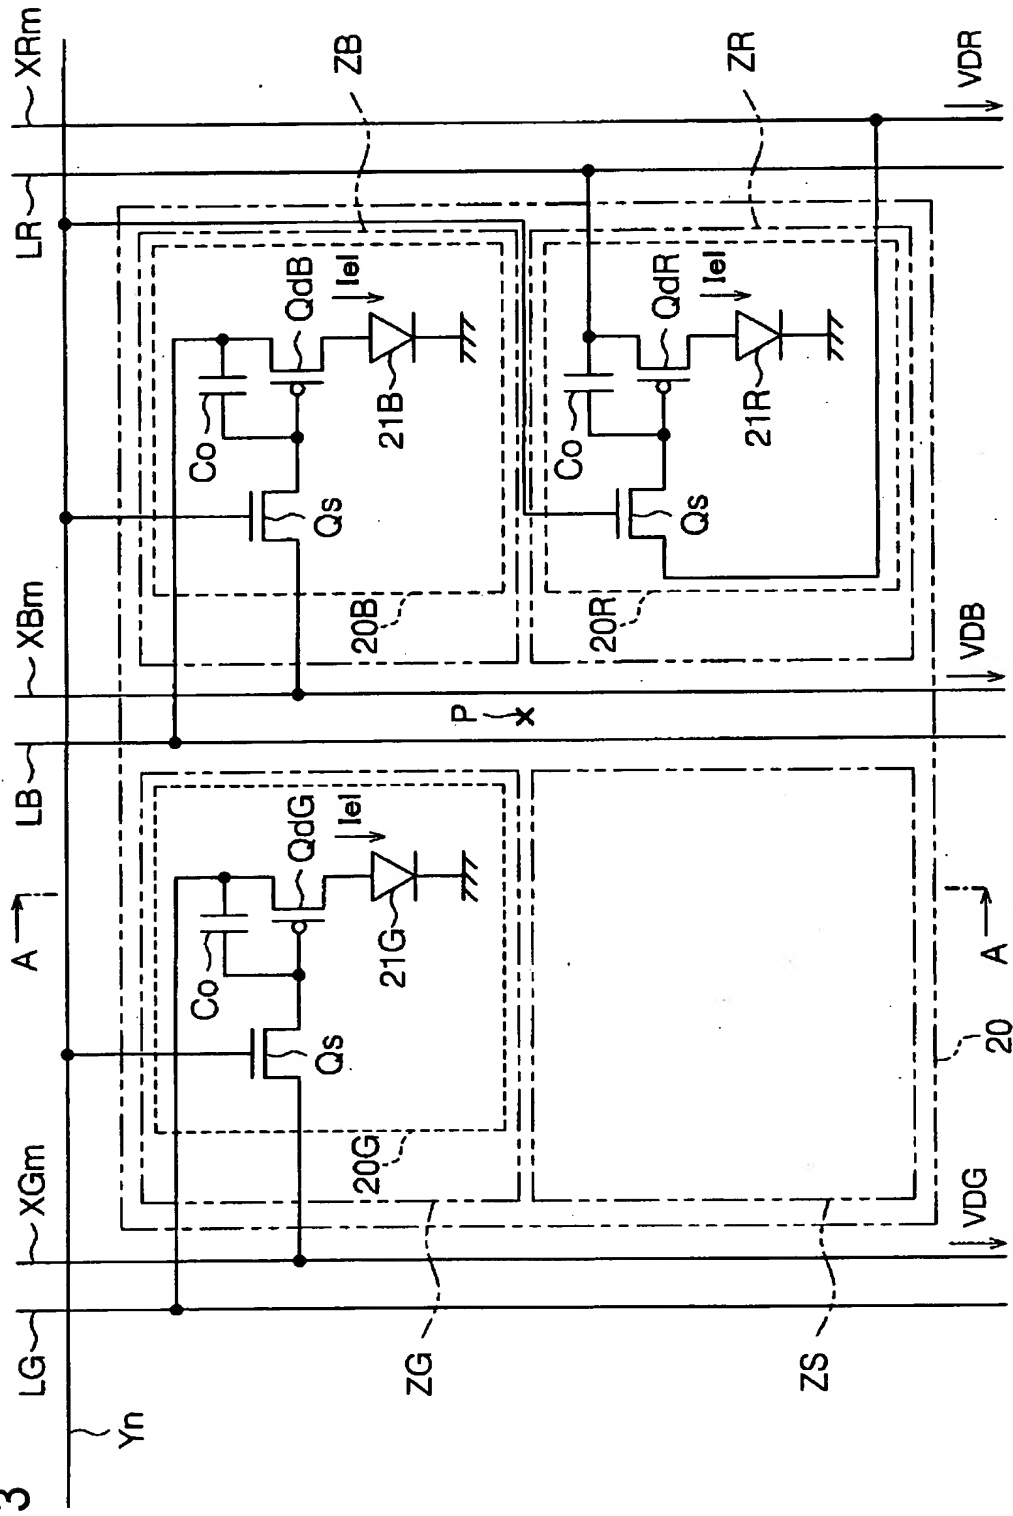 3
LG
XGm
A
LB
XBm
LR
XRm
Yn
Co
Co
QdG
QdB
Qs
Qs
Iel
Iel
ZB
20G
20B
21G
21B
ZG
P
Co
20R
QdR
Qs
Iel
ZR
21R
ZS
VDG
VDB
VDR
20
A